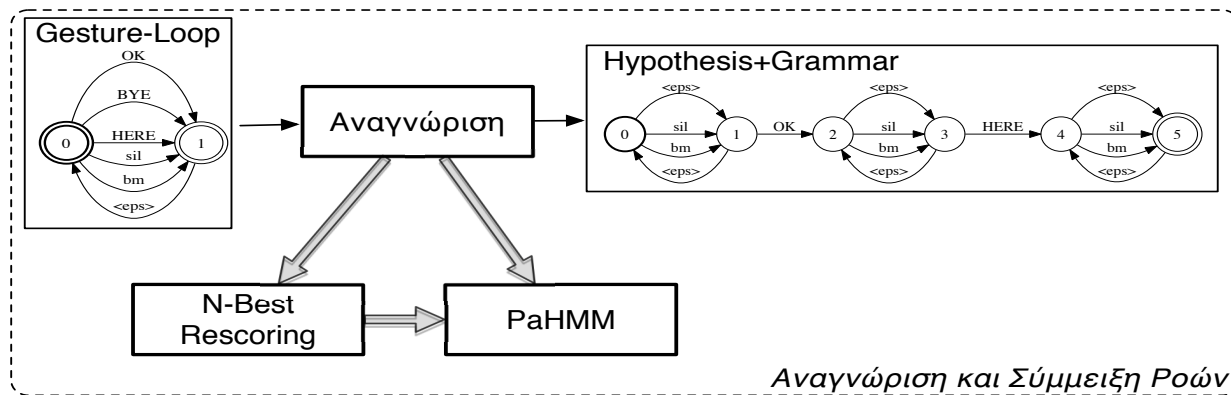 Gesture-Loop
OK
BYE
HERE
sil
bm
<eps>
0
1
Αναγνώριση
Hypothesis+Grammar
<eps>
<eps>
<eps>
0
sil
1
OK
2
sil
3
HERE
4
sil
5
bm
bm
bm
<eps>
<eps>
<eps>
N-Best
Rescoring
PaHMM
Αναγνώριση και Σύμμειξη Ροών